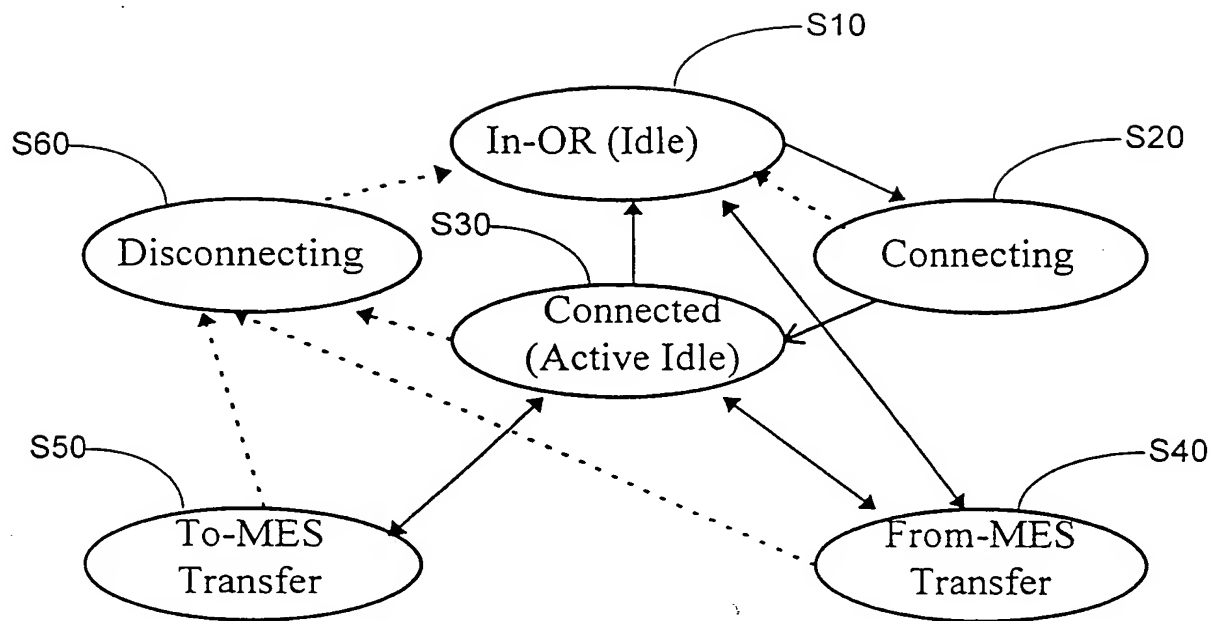 S10
In-OR (Idle)
S60
S20
S30
Disconnecting
Connecting
Connected
(Active Idle)
S50
S40
To-MES
Transfer
From-MES
Transfer